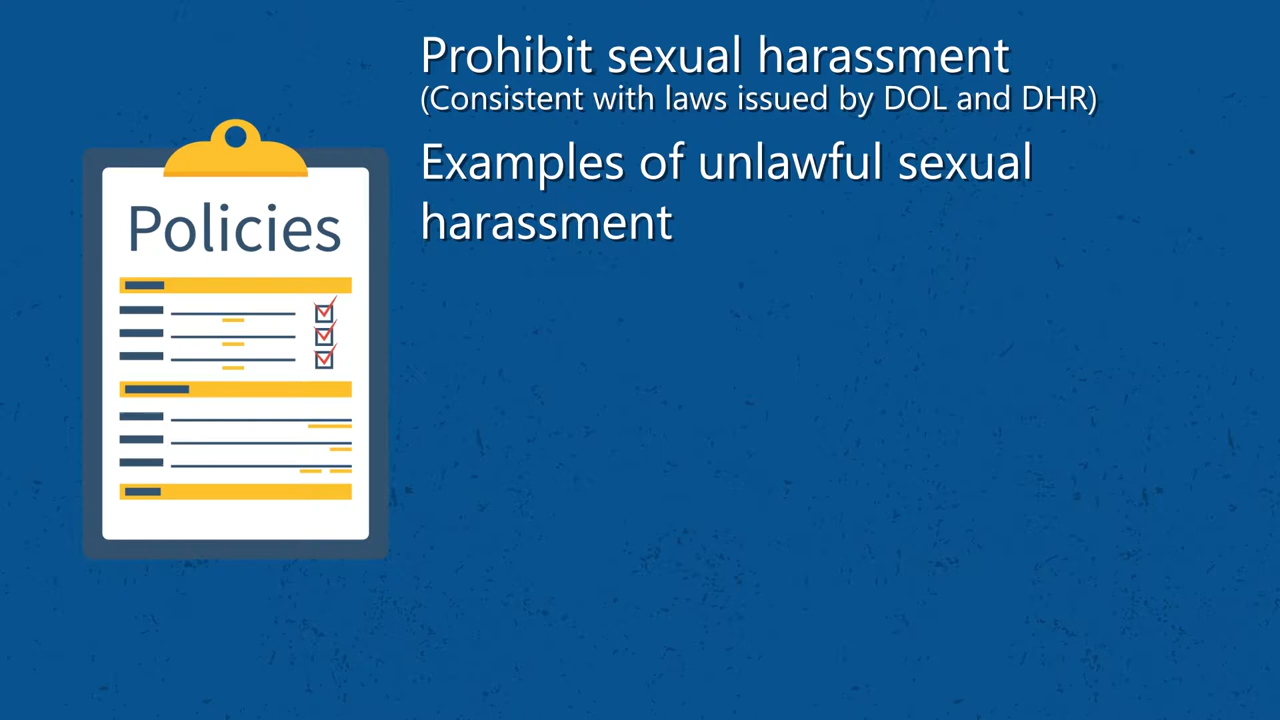 Prohibit sexual harassment
(Consistent with laws issued by DOL and DHR)
Examples of unlawful sexual
harassment
Policies